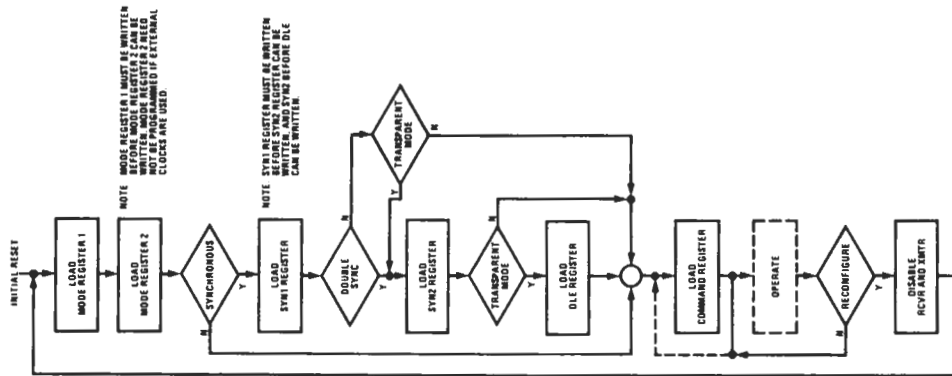 INITIAL RESET
LOAD
MODE REGISTER 1
NOTE MODE REGISTER 1 MUST BE WRITTEN
BEFORE MODE REGISTER 2 CAN BE
WRITTEN. MODE REGISTER 2 NEED
NOT BE PROGRAMMED IF EXTERNAL
CLOCKS ARE USED.
LOAD
MODE REGISTER 2
SYNCHRONOUS
N
Y
LOAD
SYN1 REGISTER
NOTE SYN1 REGISTER MUST BE WRITTEN
BEFORE SYN2 REGISTER CAN BE
WRITTEN, AND SYN2 BEFORE DLE
CAN BE WRITTEN.
DOUBLE
SYNC
N
Y
TRANSPARENT
MODE
Y
N
LOAD
SYN2 REGISTER
TRANSPARENT
MODE
N
Y
LOAD
DLE REGISTER
LOAD
COMMAND REGISTER
OPERATE
RECONFIGURE
N
Y
DISABLE
RCVR AND XMTR